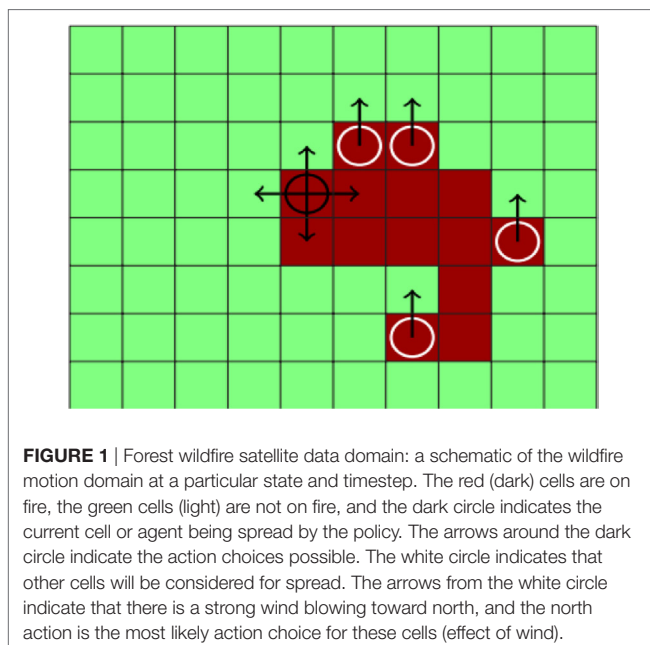 FIGURE 1 | Forest wildfire satellite data domain: a schematic of the wildfire
motion domain at a particular state and timestep. The red (dark) cells are on
fire, the green cells (light) are not on fire, and the dark circle indicates the
current cell or agent being spread by the policy. The arrows around the dark
circle indicate the action choices possible. The white circle indicates that
other cells will be considered for spread. The arrows from the white circle
indicate that there is a strong wind blowing toward north, and the north
action is the most likely action choice for these cells (effect of wind).